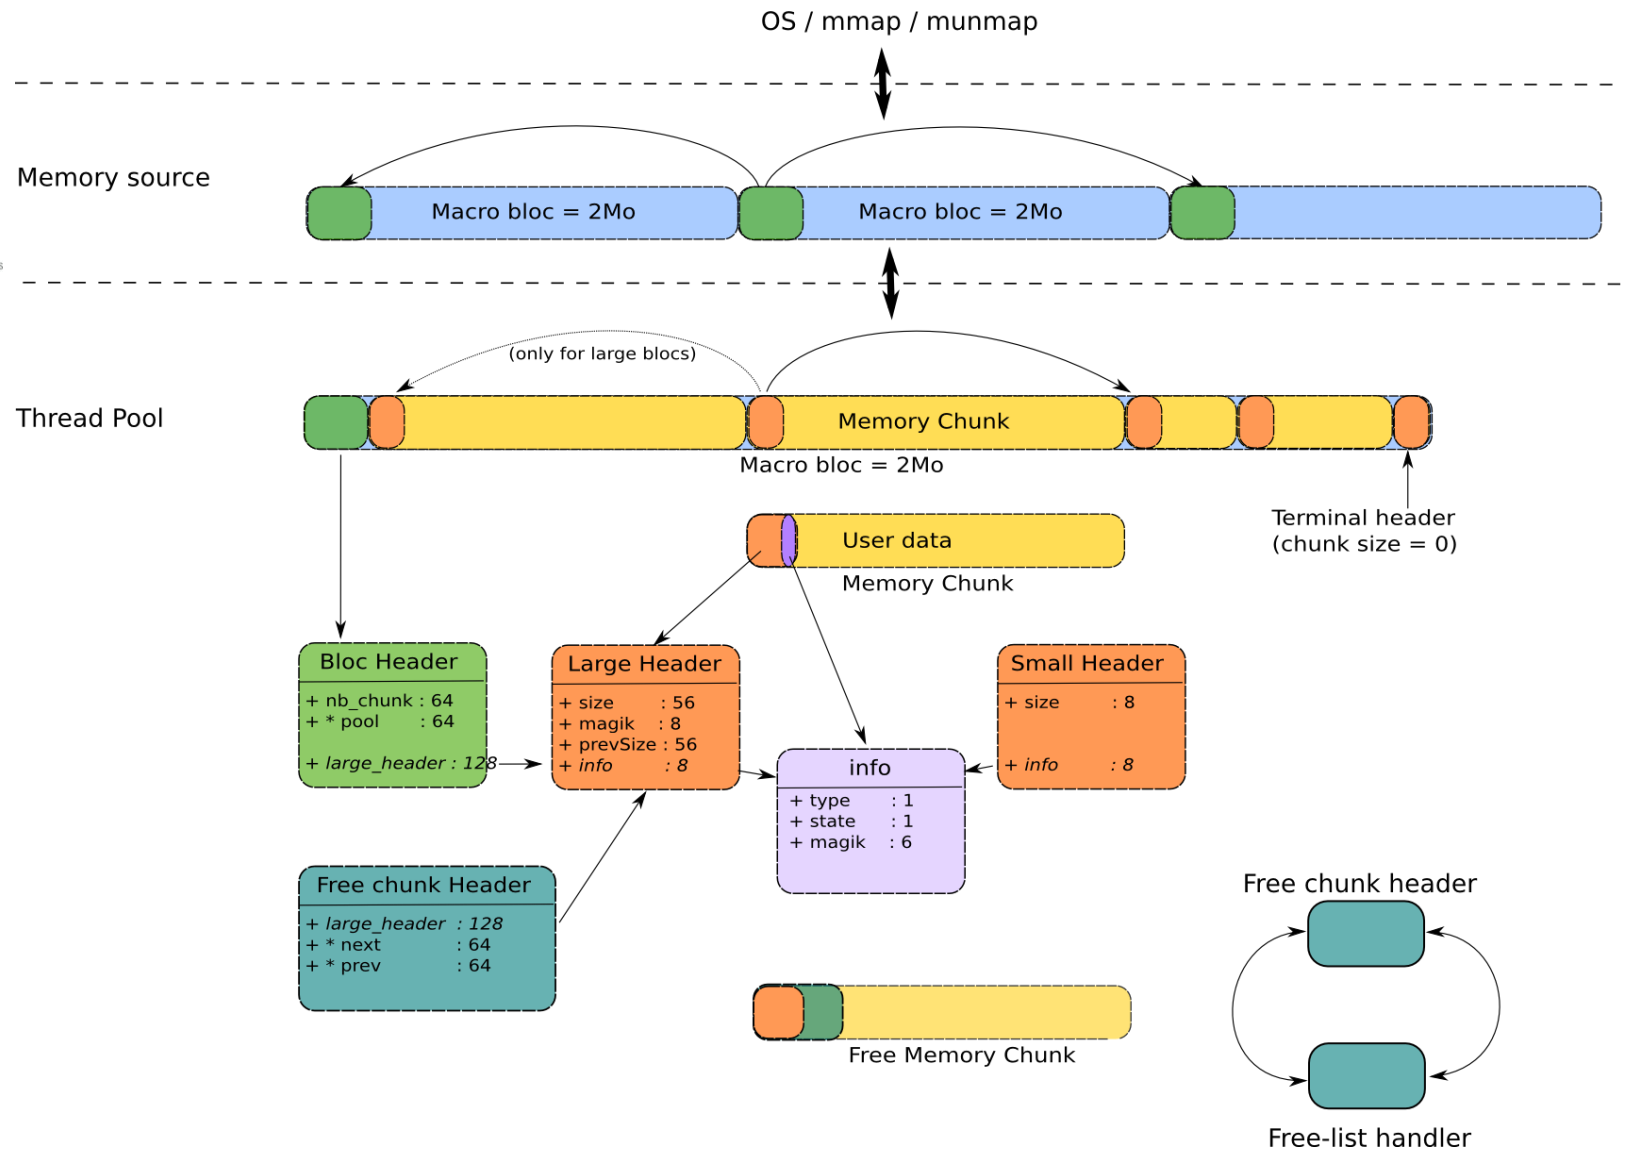 OS / mmap / munmap
Memory source
Macro bloc = 2Mo
Macro bloc = 2Mo
s
(only for large blocs)
Thread Pool
Memory Chunk
Macro bloc = 2Mo
Terminal header
(chunk size = 0)
User data
Memory Chunk
Bloc Header
+ nb_chunk : 64
+ * pool : 64
+ large_header : 128
Large Header
+ size : 56
+ magik : 8
+ prevSize : 56
+ info : 8
Small Header
+ size : 8
+ info : 8
info
+ type : 1
+ state : 1
+ magik : 6
Free chunk Header
+ large_header : 128
+ * next : 64
+ * prev : 64
Free chunk header
Free Memory Chunk
Free-list handler